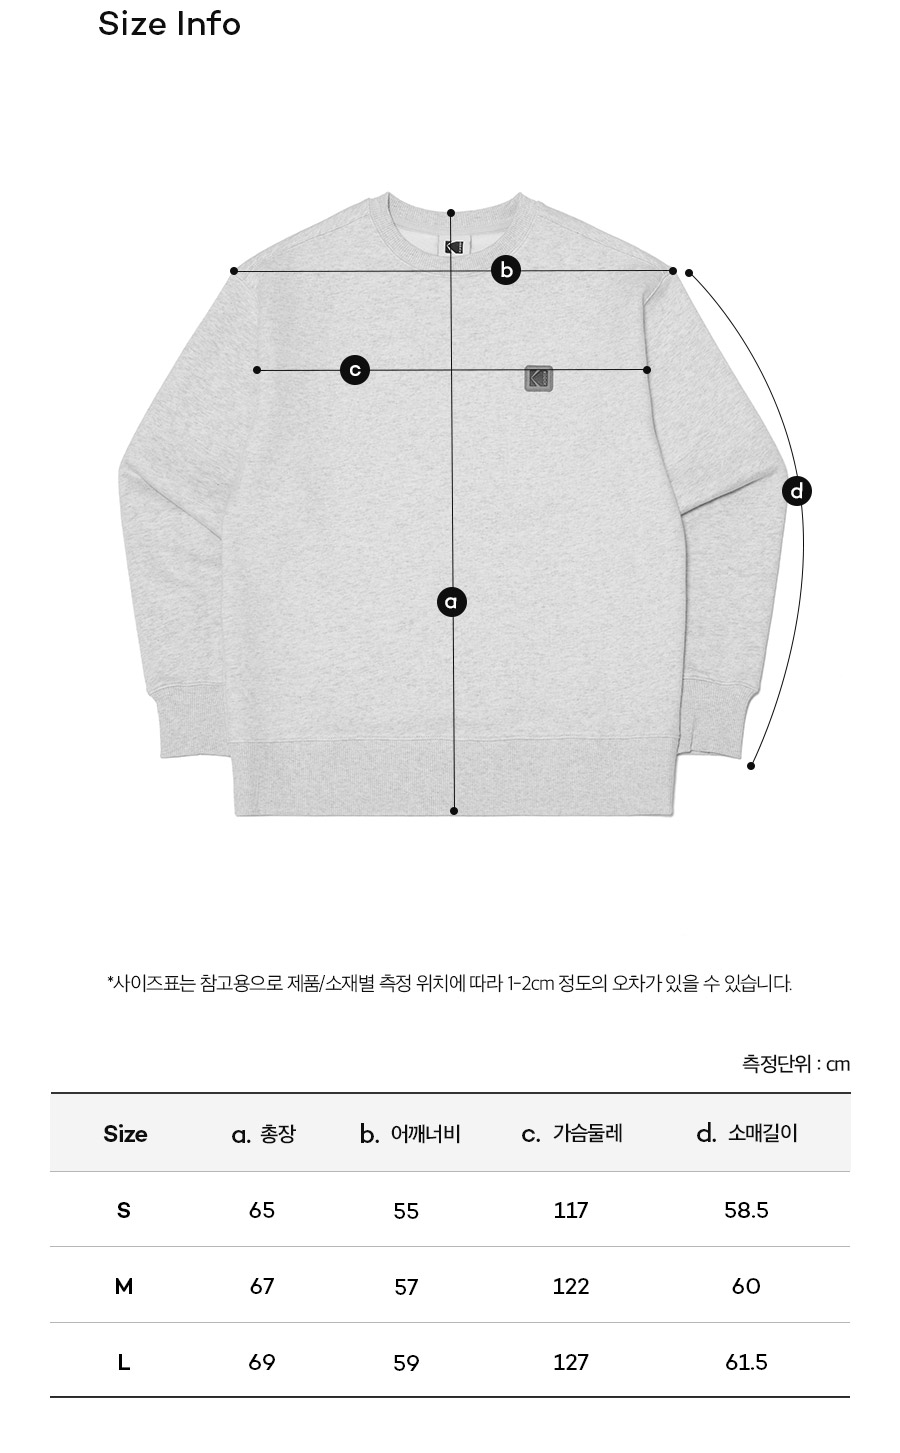 Size Info
b
c
d
a
*사이즈표는 참고용으로 제품/소재별 측정 위치에 따라 1-2cm 정도의 오차가 있을 수 있습니다.
측정단위 : cm
Size a. 총장 b. 어깨너비 c. 가슴둘레 d. 소매길이
S 65 55 117 58.5
M 67 57 122 60
L 69 59 127 61.5